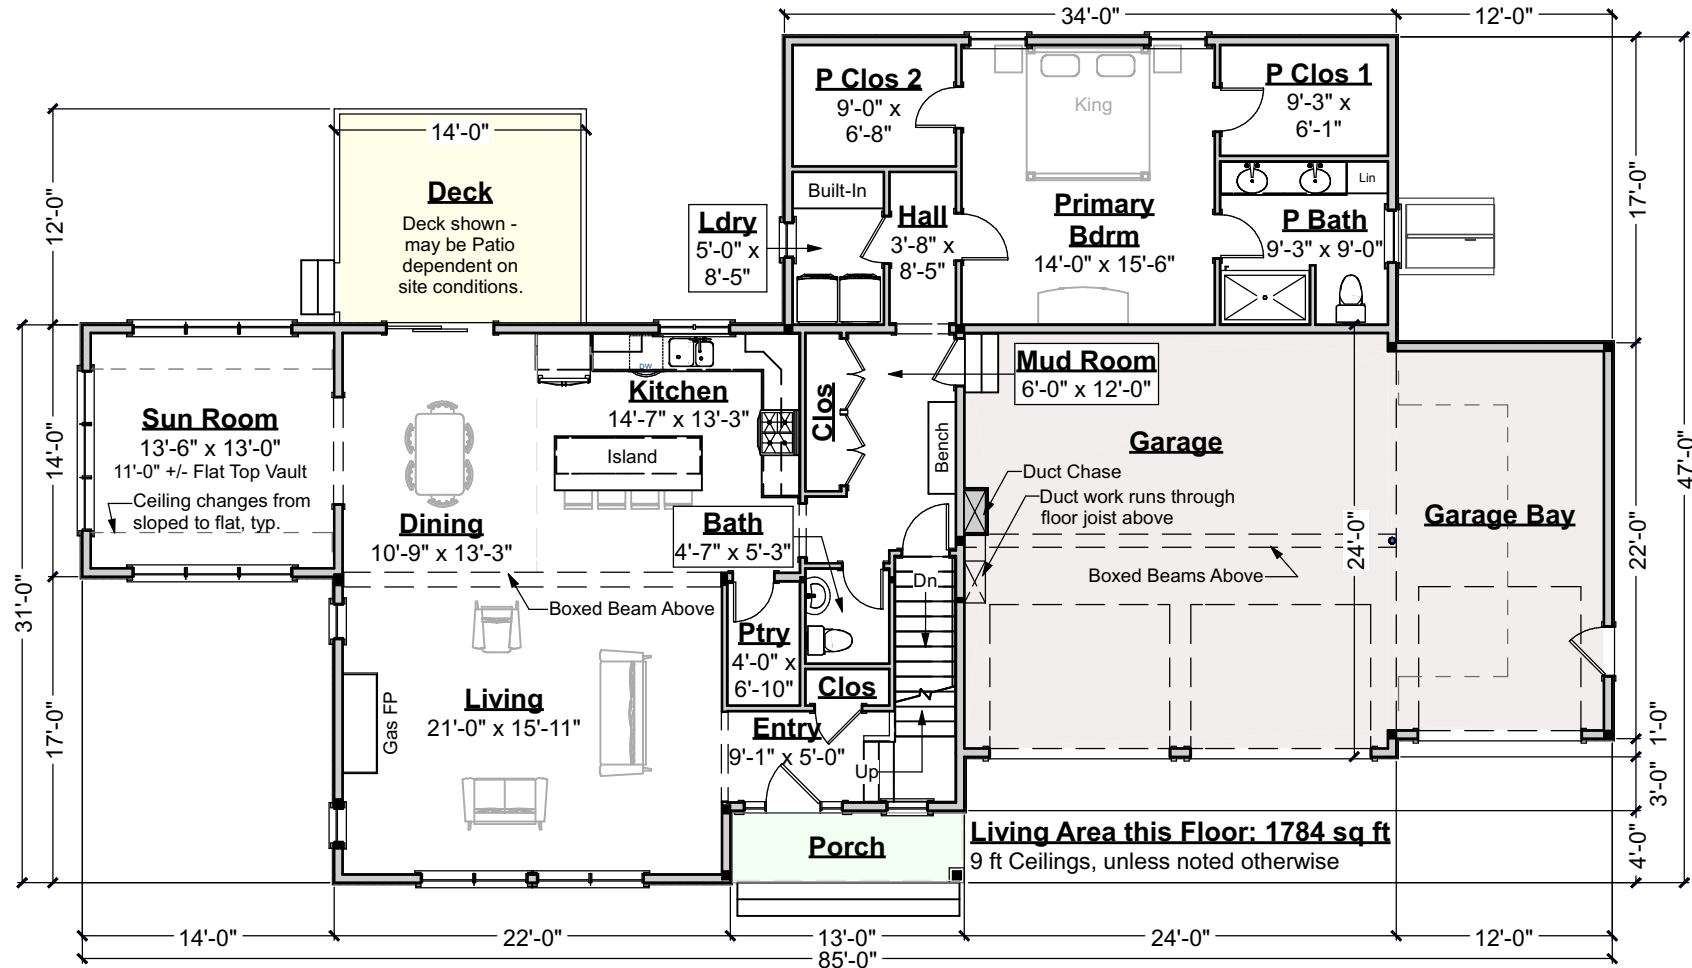 34'-0"
12'-0"
P Clos 2
9'-0" x
6'-8"
King
P Clos 1
9'-3" x
6'-1"
14'-0"
Deck
Deck shown -
may be Patio
dependent on
site conditions.
12'-0"
Built-In
Ldry
5'-0" x
8'-5"
Hall
3'-8" x
8'-5"
Primary
Bdrm
14'-0" x 15'-6"
Lin
P Bath
9'-3" x 9'-0"
17'-0"
47'-0"
Sun Room
13'-6" x 13'-0"
11'-0" +/- Flat Top Vault
Ceiling changes from
sloped to flat, typ.
14'-0"
31'-0"
DW
Kitchen
14'-7" x 13'-3"
Island
Dining
10'-9" x 13'-3"
Clos
Mud Room
6'-0" x 12'-0"
Bench
Garage
Duct Chase
Duct work runs through
floor joist above
Boxed Beams Above
24'-0"
Garage Bay
22'-0"
Bath
4'-7" x 5'-3"
Dn
Boxed Beam Above
Ptry
4'-0" x
6'-10"
Clos
Living
21'-0" x 15'-11"
Gas FP
17'-0"
Entry
9'-1" x 5'-0"
Up
1'-0"
3'-0"
4'-0"
Porch
Living Area this Floor: 1784 sq ft
9 ft Ceilings, unless noted otherwise
14'-0"
22'-0"
13'-0"
24'-0"
12'-0"
85'-0"